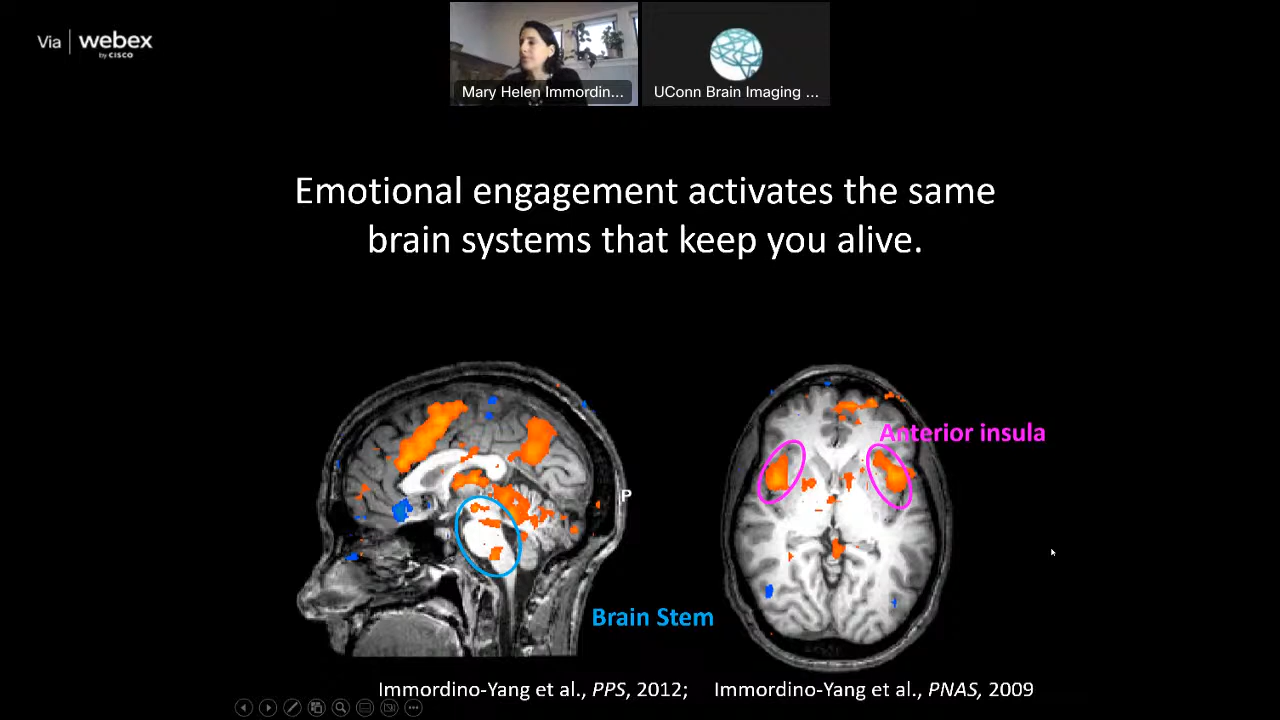 Via | webex
by CISCO
Mary Helen Immordin...
UConn Brain Imaging ...
Emotional engagement activates the same
brain systems that keep you alive.
Anterior insula
P
Brain Stem
Immordino-Yang et al., PPS, 2012; Immordino-Yang et al., PNAS, 2009